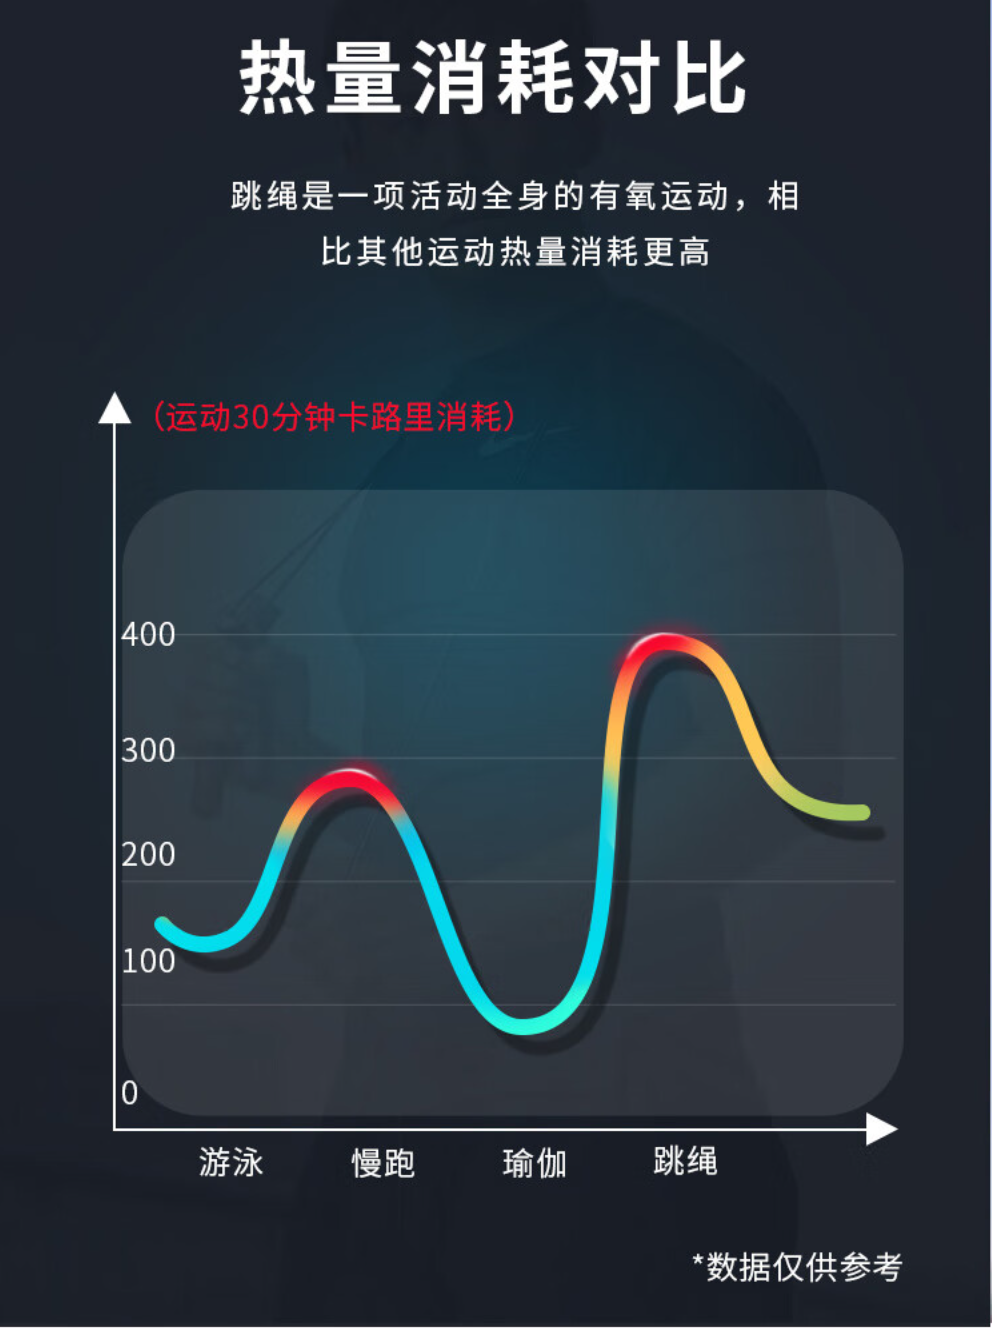 热量消耗对比
跳绳是一项活动全身的有氧运动，相
比其他运动热量消耗更高
（运动30分钟卡路里消耗）
400
300
200
100
0
游泳 慢跑 瑜伽 跳绳
*数据仅供参考